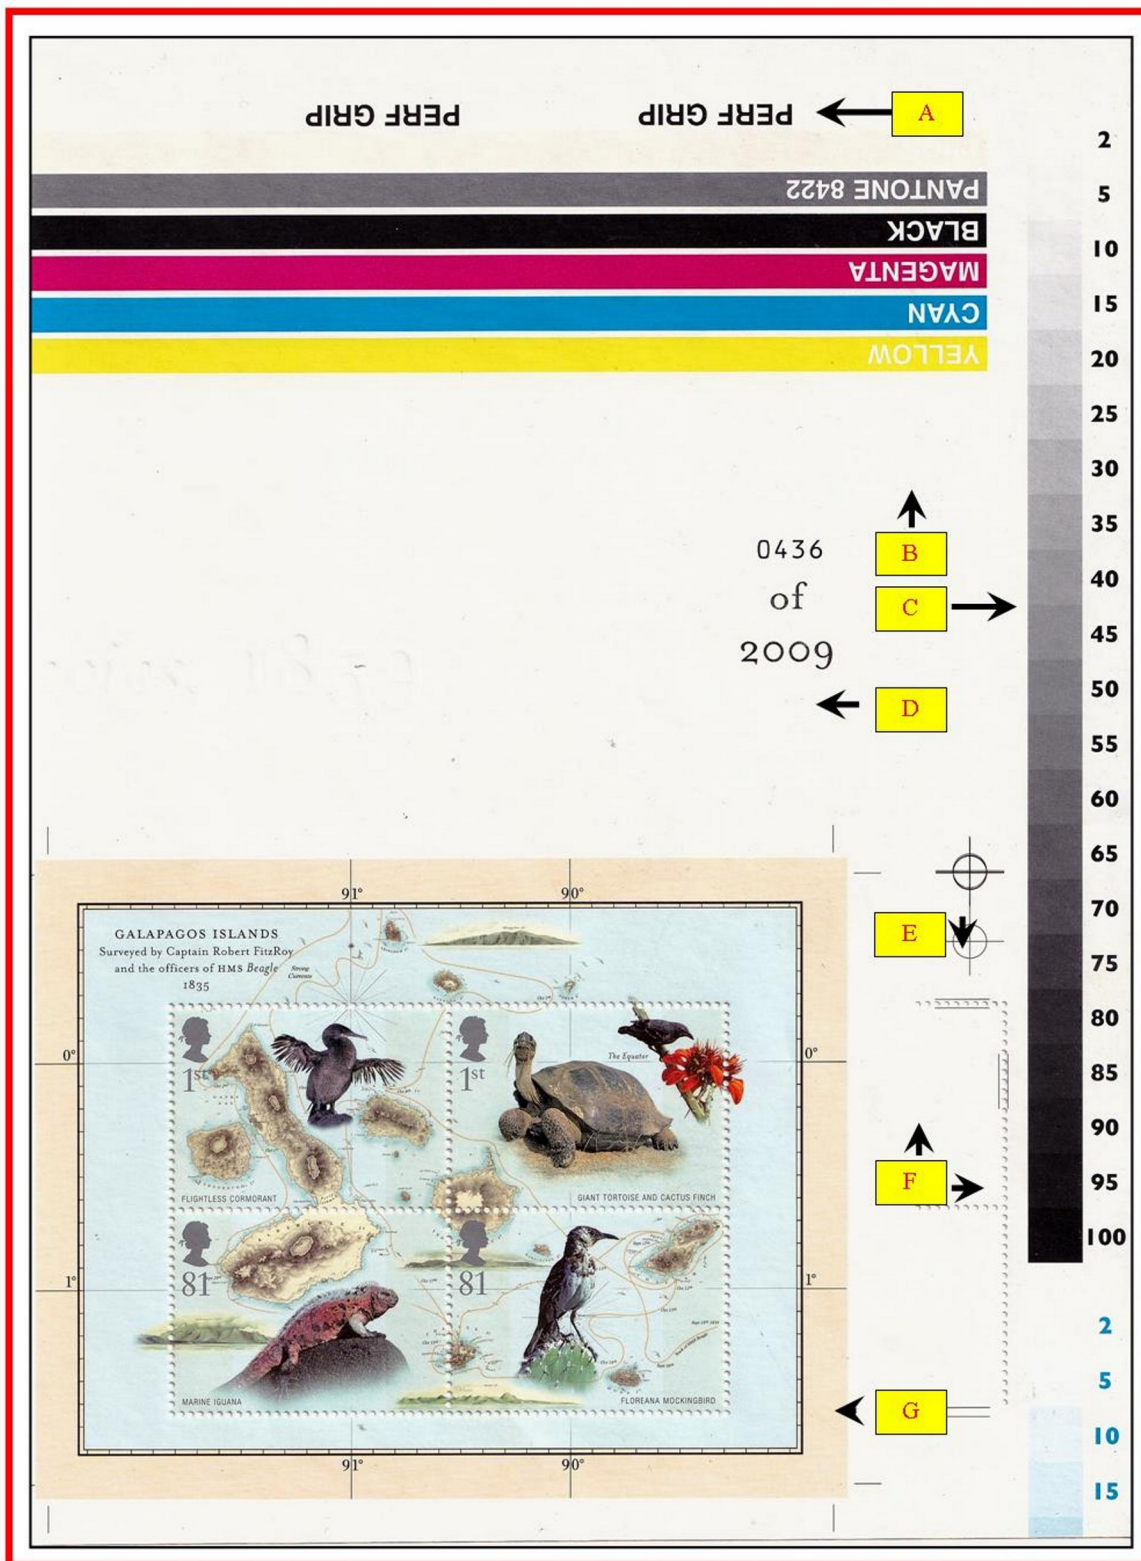 PERF GRIP PERF GRIP A
PANTONE 8422
BLACK
MAGENTA
CYAN
YELLOW
2
5
10
15
20
25
30
35
40
45
50
55
60
65
70
75
80
85
90
95
100
2
5
10
15
B
0436
C
of
2009
D
E
F
G
91° 90°
GALAPAGOS ISLANDS
Surveyed by Captain Robert FitzRoy
and the officers of HMS Beagle
1835
Strong
Currents
0° 0°
1st
1st
The Equator
FLIGHTLESS CORMORANT
GIANT TORTOISE AND CACTUS FINCH
81
81
1° 1°
MARINE IGUANA
FLOREANA MOCKINGBIRD
91° 90°